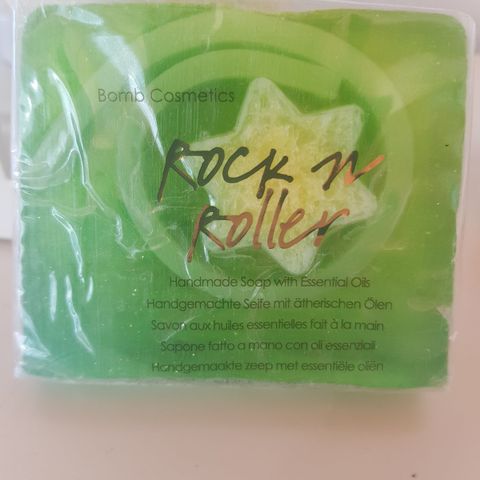 Bomb Cosmetics
Rock n
Roller
Handmade Soap with Essential Oils
Handgemachte Seife mit ätherischen Ölen
Savon aux huiles essentielles fait à la main
Sapone fatto a mano con oli essenziali
Handgemaakte zeep met essentiële oliën